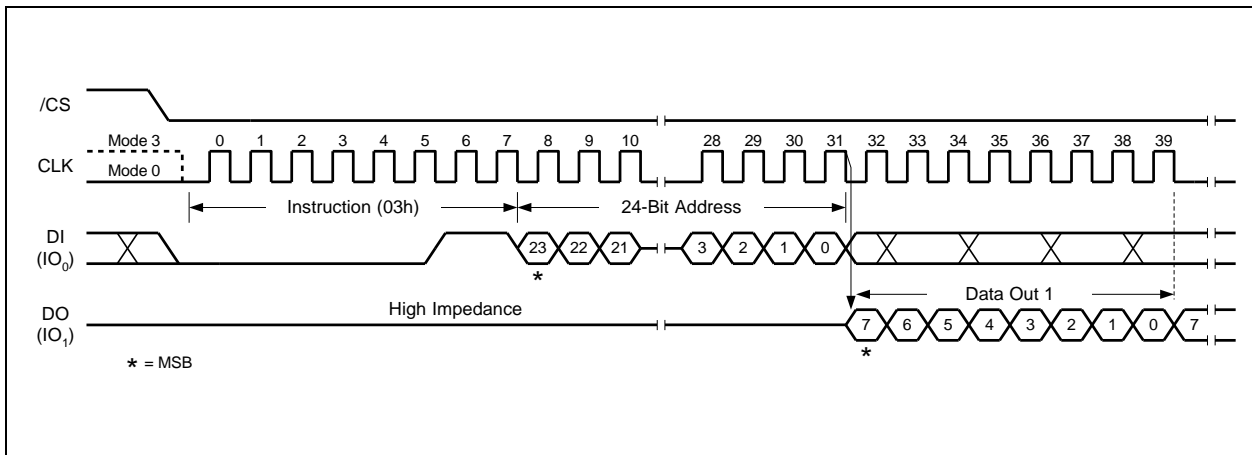 /CS
Mode 3
0 1 2 3 4 5 6 7 8 9 10 28 29 30 31 32 33 34 35 36 37 38 39
CLK
Mode 0
Instruction (03h)
24-Bit Address
DI
(IO0)
23 22 21 3 2 1 0
*
Data Out 1
High Impedance
DO
(IO1)
7 6 5 4 3 2 1 0 7
*
* = MSB